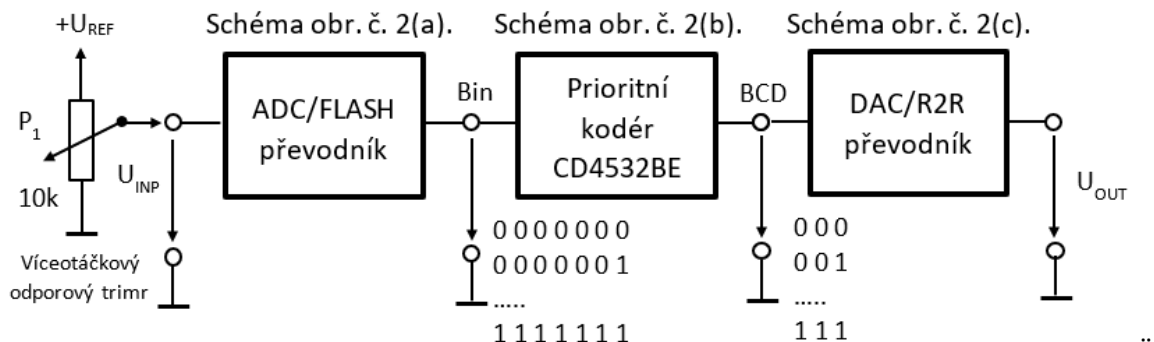 Schéma obr. č. 2(a). Schéma obr. č. 2(b). Schéma obr. č. 2(c).
+U_REF
ADC/FLASH
převodník
Bin
Prioritní
kodér
CD4532BE
BCD
DAC/R2R
převodník
P_1
10k
U_INP
U_OUT
Víceotáčkový
odporový trimr
0 0 0 0 0 0 0
0 0 0 0 0 0 1
.....
1 1 1 1 1 1 1
0 0 0
0 0 1
.....
1 1 1
..